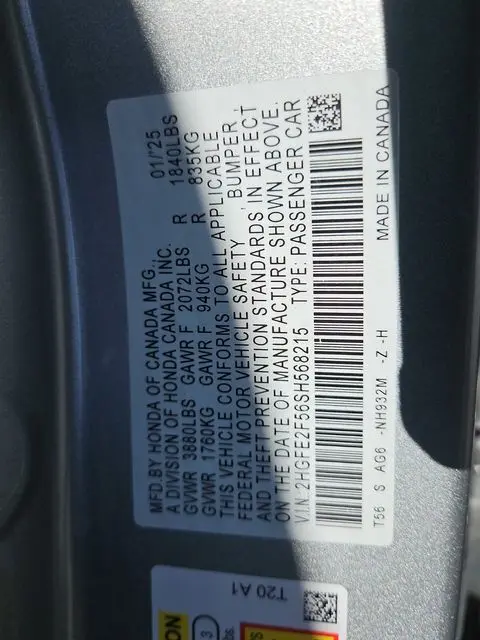 MFD.BY HONDA OF CANADA MFG., 01/'25
A DIVISION OF HONDA CANADA INC.
GVWR 3880LBS GAWR F 2072LBS R 1840LBS
GVWR 1760KG GAWR F 940KG R 835KG
THIS VEHICLE CONFORMS TO ALL APPLICABLE
FEDERAL MOTOR VEHICLE SAFETY , BUMPER ,
AND THEFT PREVENTION STANDARDS IN EFFECT
ON THE DATE OF MANUFACTURE SHOWN ABOVE.
V.I.N. 2HGFE2F56SH568215 TYPE: PASSENGER CAR
T56 S AG6 -NH932M -Z -H MADE IN CANADA
T20 A1
ON
3